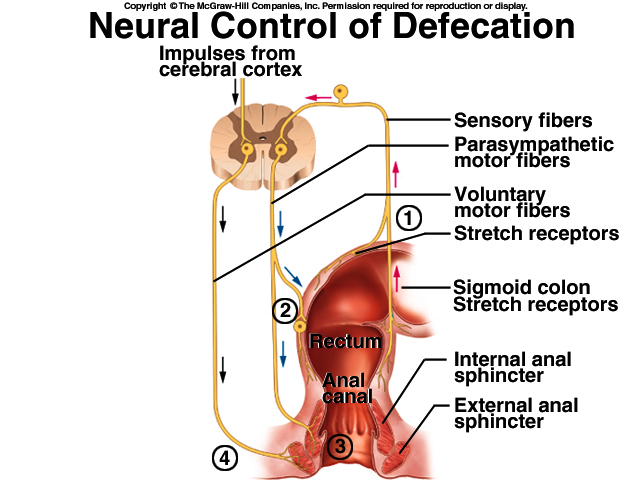 Copyright © The McGraw-Hill Companies, Inc. Permission required for reproduction or display.
Neural Control of Defecation
Impulses from
cerebral cortex
Sensory fibers
Parasympathetic
motor fibers
Voluntary
motor fibers
1
Stretch receptors
Sigmoid colon
Stretch receptors
2
Rectum
Internal anal
sphincter
Anal
canal
External anal
sphincter
3
4